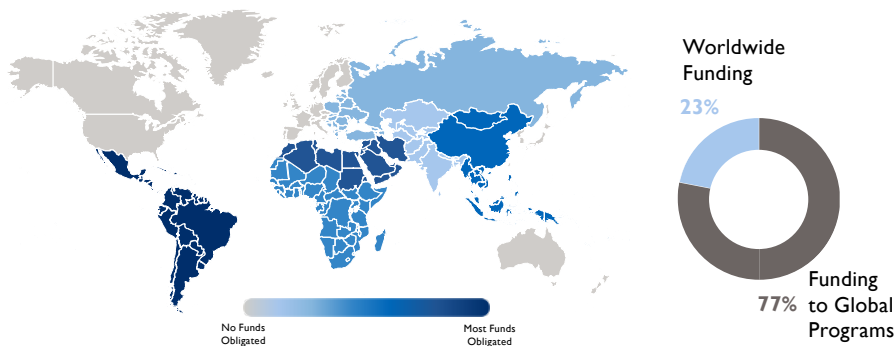 Worldwide
Funding
23%
No Funds
Obligated
Most Funds
Obligated
77%
Funding
to Global
Programs